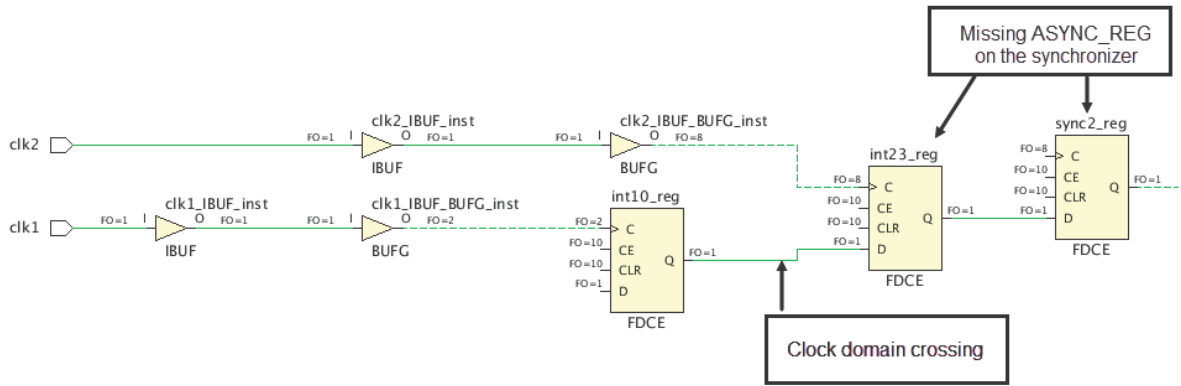 Missing ASYNC_REG
on the synchronizer
clk2
FO=1
I
clk2_IBUF_inst
O
FO=1
IBUF
FO=1
I
clk2_IBUF_BUFG_inst
O
FO=8
BUFG
clk1
FO=1
I
clk1_IBUF_inst
O
FO=1
IBUF
FO=1
I
clk1_IBUF_BUFG_inst
O
FO=2
BUFG
int10_reg
FO=2
C
FO=10
CE
FO=10
CLR
FO=1
D
Q
FO=1
FDCE
int23_reg
FO=8
C
FO=10
CE
FO=10
CLR
FO=1
D
Q
FO=1
FDCE
sync2_reg
FO=8
C
FO=10
CE
FO=10
CLR
FO=1
D
Q
FO=1
FDCE
Clock domain crossing